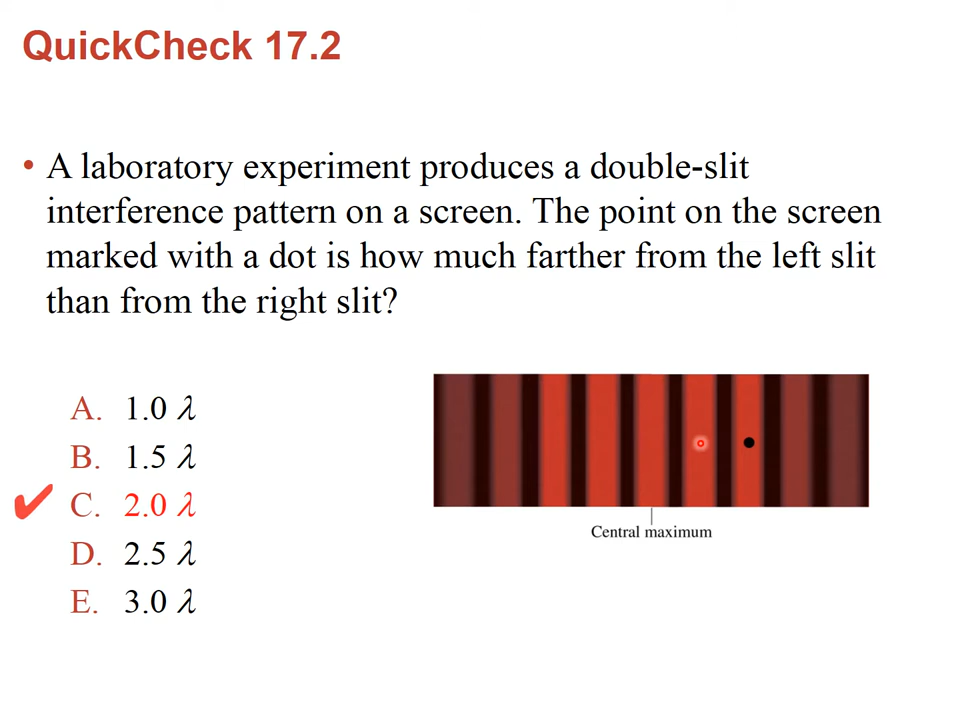 QuickCheck 17.2
• A laboratory experiment produces a double-slit
interference pattern on a screen. The point on the screen
marked with a dot is how much farther from the left slit
than from the right slit?
A. 1.0 λ
B. 1.5 λ
C. 2.0 λ
D. 2.5 λ
E. 3.0 λ
Central maximum